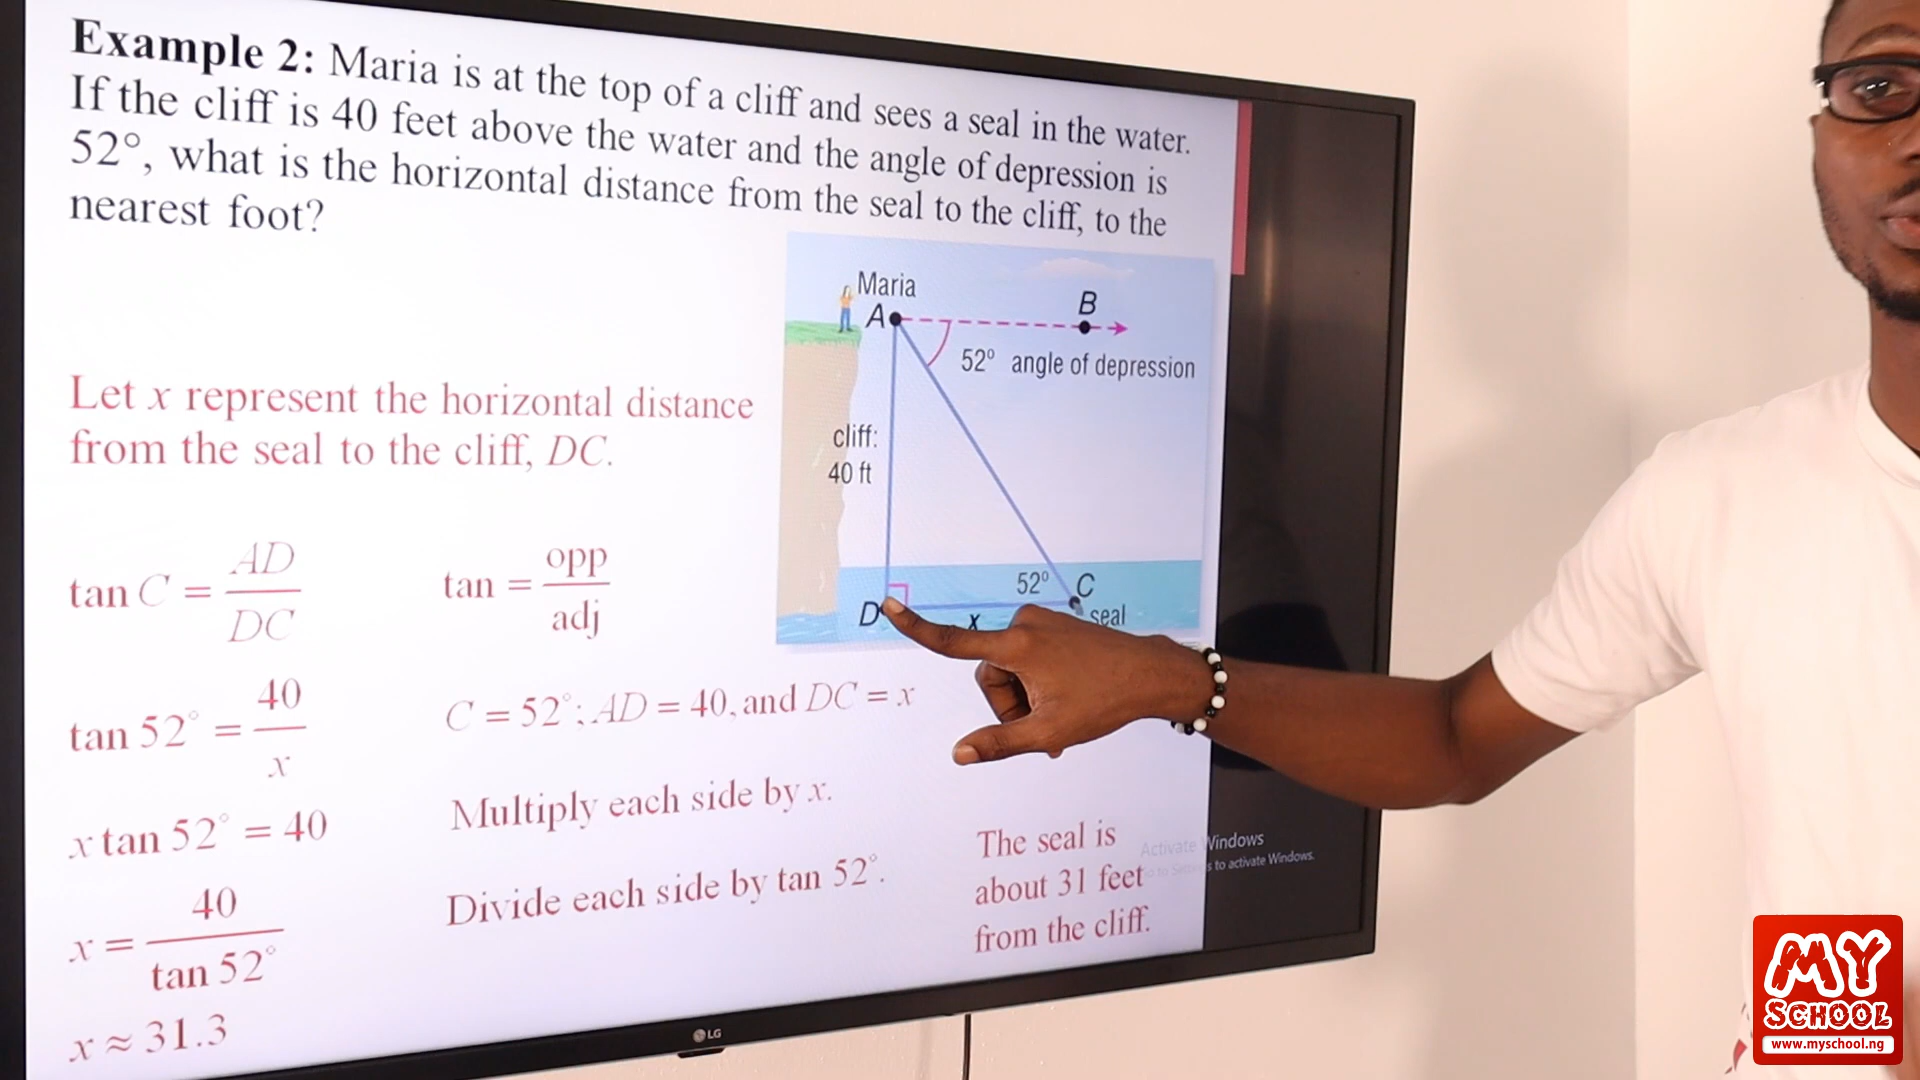 Example 2: Maria is at the top of a cliff and sees a seal in the water.
If the cliff is 40 feet above the water and the angle of depression is
52°, what is the horizontal distance from the seal to the cliff, to the
nearest foot?
Maria
A
B
52° angle of depression
cliff:
40 ft
52° C
D
x
seal
Let x represent the horizontal distance
from the seal to the cliff, DC.
tan C = AD/DC
tan = opp/adj
tan 52° = 40/x
C = 52°; AD = 40, and DC = x
x tan 52° = 40
Multiply each side by x.
x = 40/tan 52°
Divide each side by tan 52°.
x ≈ 31.3
The seal is
about 31 feet
from the cliff.
Activate Windows
Go to Settings to activate Windows.
LG
MY
SCHOOL
www.myschool.ng